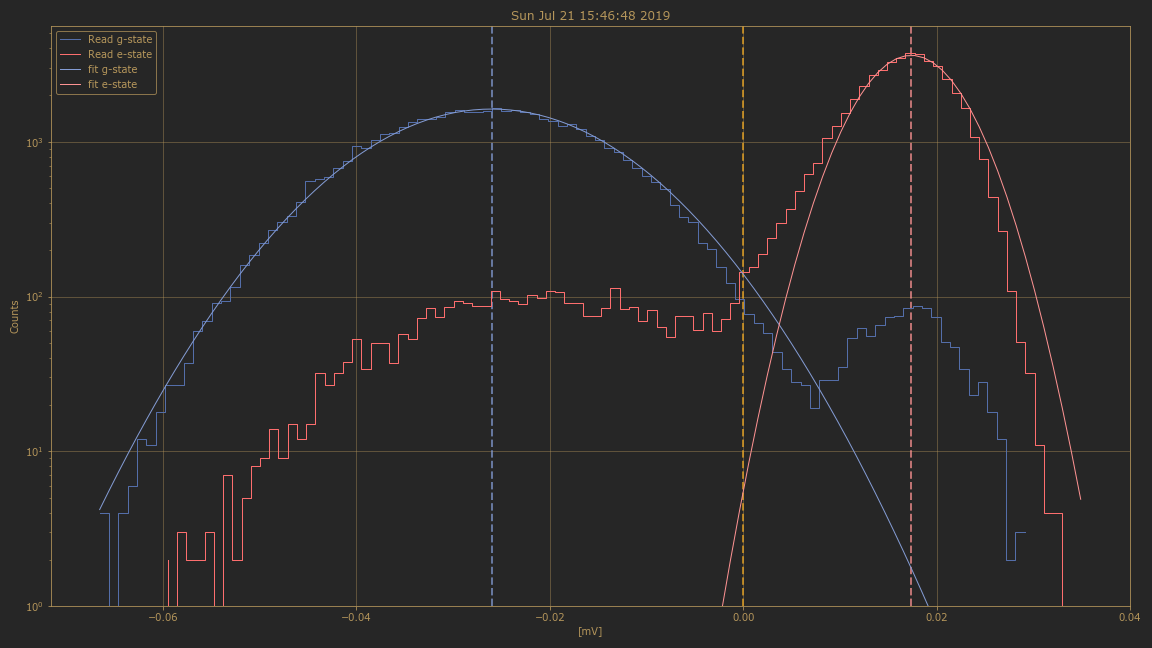 Sun Jul 21 15:46:48 2019
Read g-state
Read e-state
fit g-state
fit e-state
Counts
10³
10²
10¹
10⁰
−0.06
−0.04
−0.02
0.00
0.02
0.04
[mV]